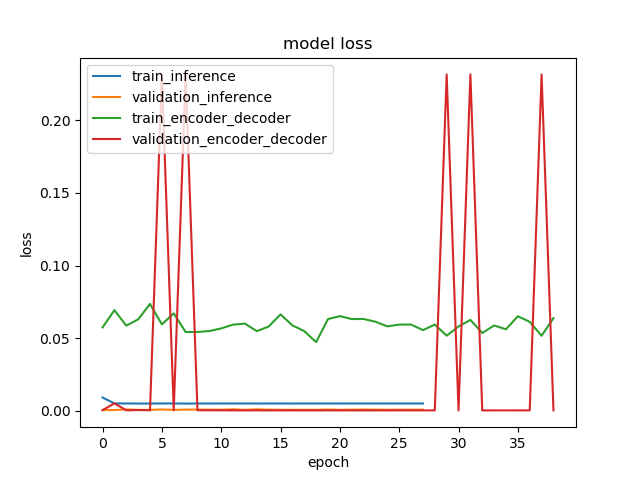 model loss
train_inference
validation_inference
train_encoder_decoder
validation_encoder_decoder
0.20
0.15
0.10
0.05
0.00
loss
0 5 10 15 20 25 30 35
epoch